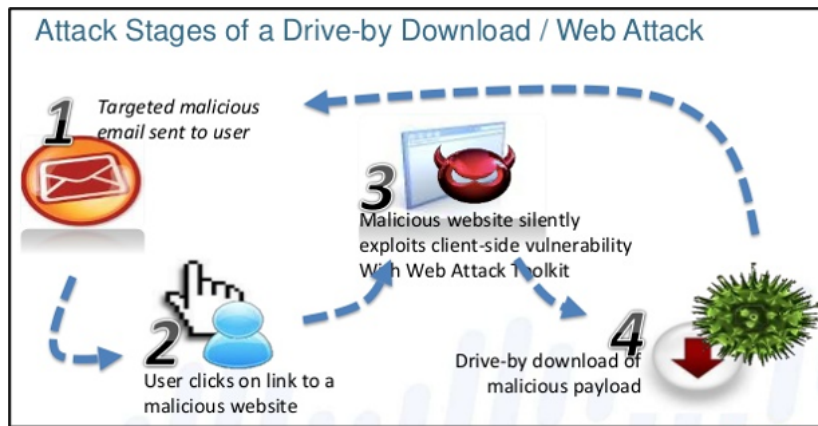 Attack Stages of a Drive-by Download / Web Attack
1
Targeted malicious
email sent to user
2
User clicks on link to a
malicious website
3
Malicious website silently
exploits client-side vulnerability
With Web Attack Toolkit
4
Drive-by download of
malicious payload